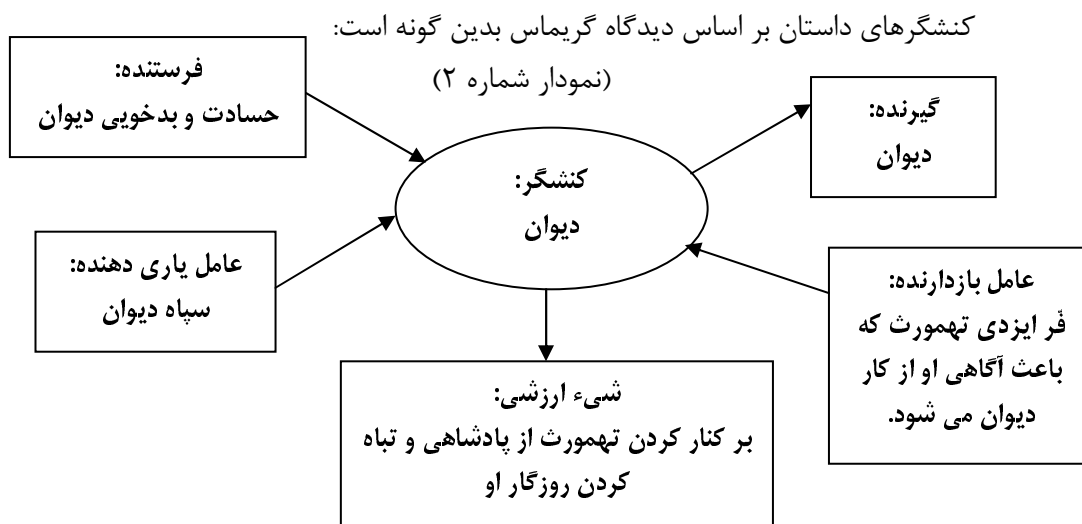 کنشگرهای داستان بر اساس دیدگاه گریماس بدین گونه است:
(نمودار شماره ۲)
فرستنده:
حسادت و بدخویی دیوان
گیرنده:
دیوان
کنشگر:
دیوان
عامل یاری دهنده:
سپاه دیوان
عامل بازدارنده:
فّر ایزدی تهمورث که
باعث آگاهی او از کار
دیوان می شود.
شیء ارزشی:
بر کنار کردن تهمورث از پادشاهی و تباه
کردن روزگار او